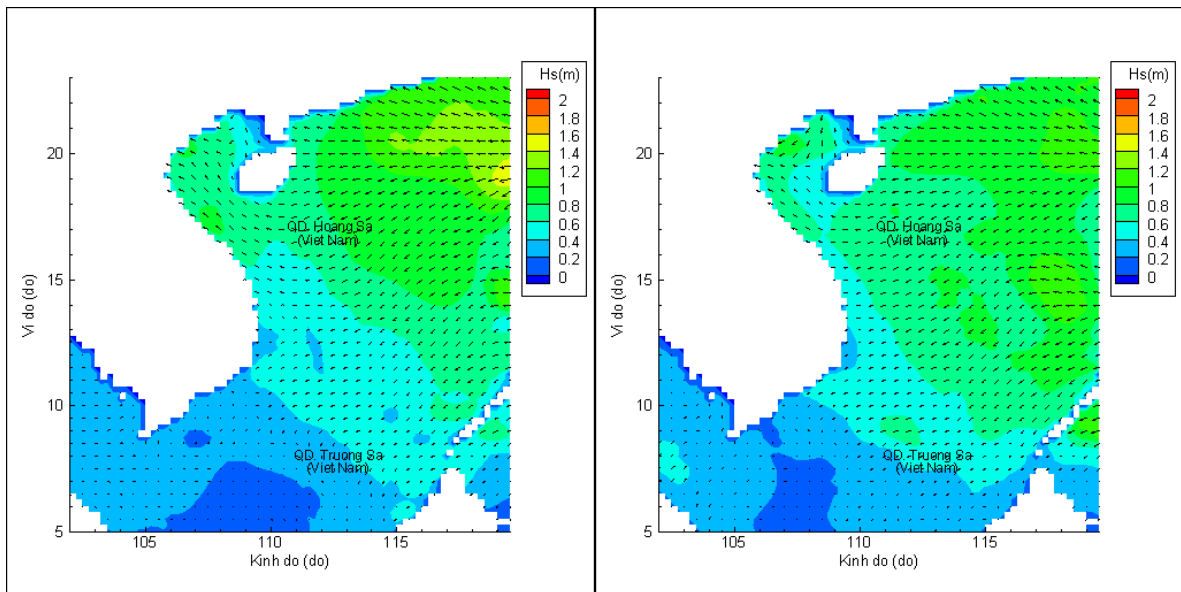 Hs(m)
2
1.8
1.6
1.4
1.2
1
0.8
0.6
0.4
0.2
0
20
15
10
5
Vi do (do)
QD. Hoang Sa
(Viet Nam)
QD. Truong Sa
(Viet Nam)
105
110
115
Kinh do (do)
Hs(m)
2
1.8
1.6
1.4
1.2
1
0.8
0.6
0.4
0.2
0
20
15
10
5
Vi do (do)
QD. Hoang Sa
(Viet Nam)
QD. Truong Sa
(Viet Nam)
105
110
115
Kinh do (do)